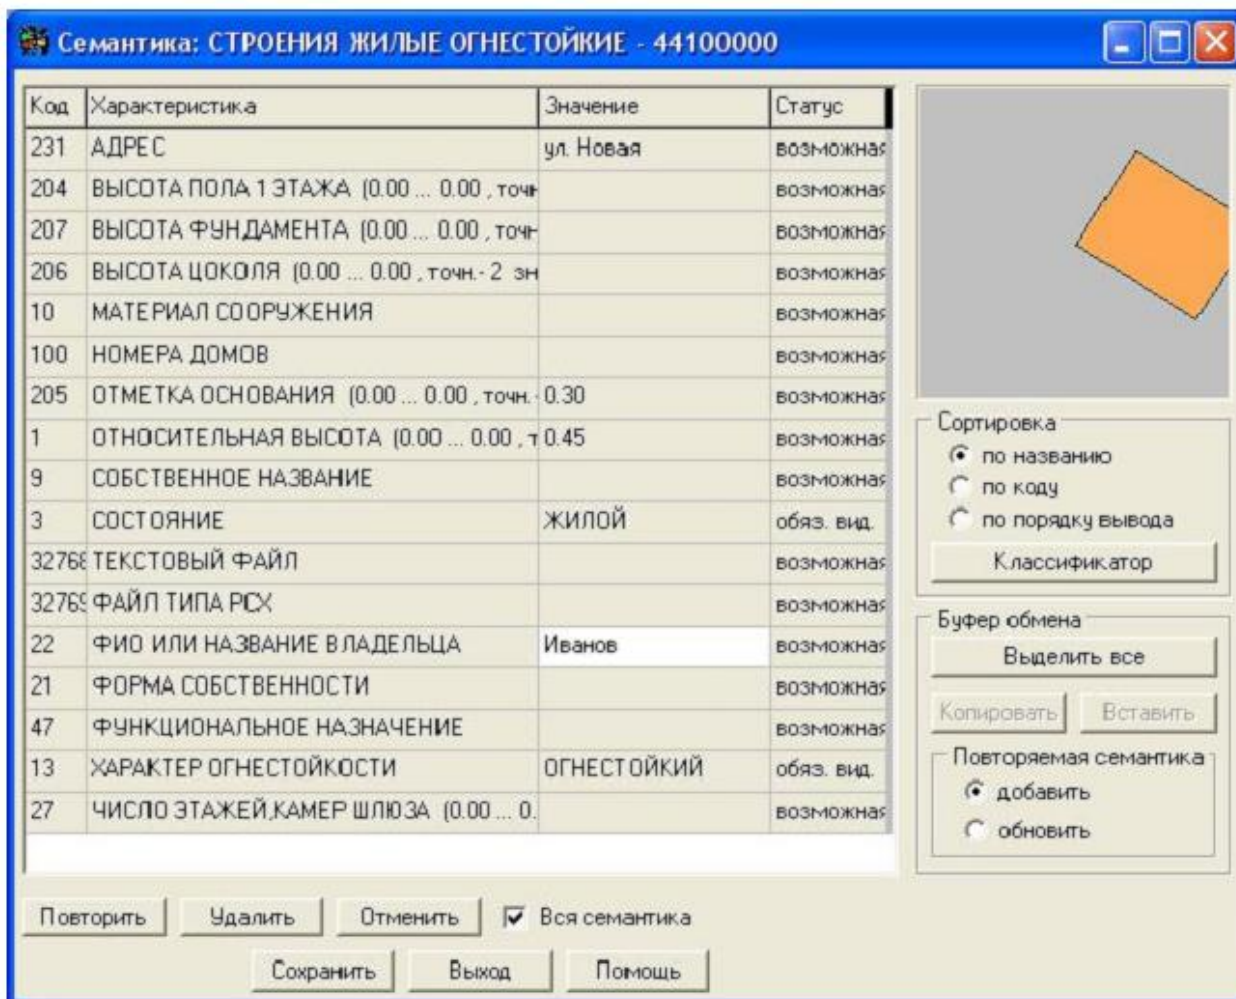 Семантика: СТРОЕНИЯ ЖИЛЫЕ ОГНЕСТОЙКИЕ - 44100000
Код Характеристика Значение Статус
231 АДРЕС ул. Новая возможная
204 ВЫСОТА ПОЛА 1 ЭТАЖА (0.00 ... 0.00 , точн возможная
207 ВЫСОТА ФУНДАМЕНТА (0.00 ... 0.00 , точн возможная
206 ВЫСОТА ЦОКОЛЯ (0.00 ... 0.00 , точн.- 2 зн возможная
10 МАТЕРИАЛ СООРУЖЕНИЯ возможная
100 НОМЕРА ДОМОВ возможная
205 ОТМЕТКА ОСНОВАНИЯ (0.00 ... 0.00 , точн.- 0.30 возможная
1 ОТНОСИТЕЛЬНАЯ ВЫСОТА (0.00 ... 0.00 , т 0.45 возможная
9 СОБСТВЕННОЕ НАЗВАНИЕ возможная
3 СОСТОЯНИЕ ЖИЛОЙ обяз. вид.
32768 ТЕКСТОВЫЙ ФАЙЛ возможная
32769 ФАЙЛ ТИПА PCX возможная
22 ФИО ИЛИ НАЗВАНИЕ ВЛАДЕЛЬЦА Иванов возможная
21 ФОРМА СОБСТВЕННОСТИ возможная
47 ФУНКЦИОНАЛЬНОЕ НАЗНАЧЕНИЕ возможная
13 ХАРАКТЕР ОГНЕСТОЙКОСТИ ОГНЕСТОЙКИЙ обяз. вид.
27 ЧИСЛО ЭТАЖЕЙ,КАМЕР ШЛЮЗА (0.00 ... 0. возможная
Сортировка
по названию
по коду
по порядку вывода
Классификатор
Буфер обмена
Выделить все
Копировать Вставить
Повторяемая семантика
добавить
обновить
Повторить Удалить Отменить Вся семантика
Сохранить Выход Помощь